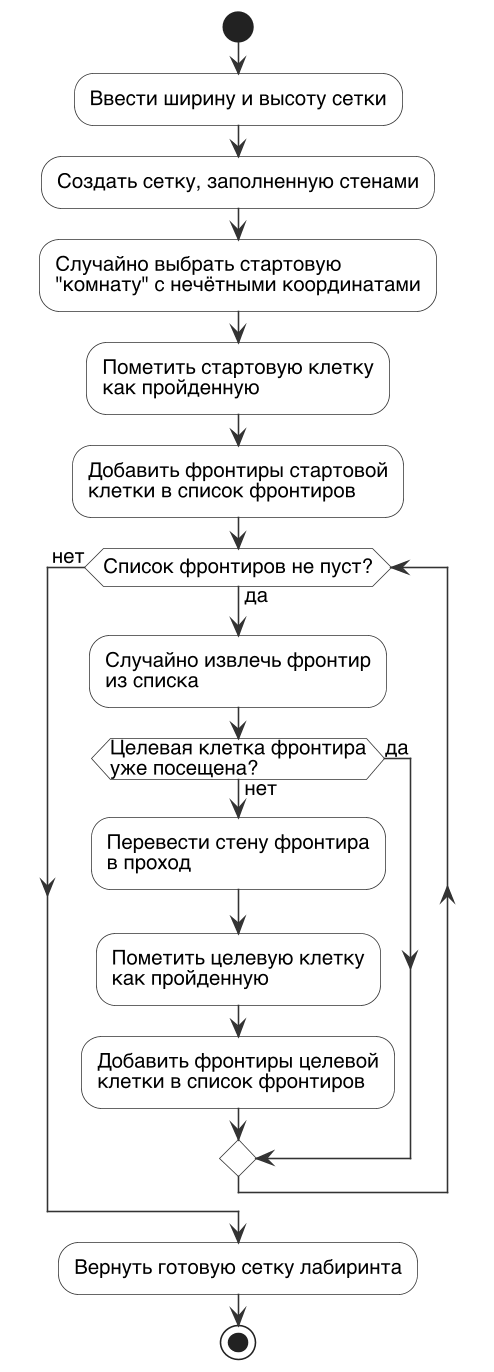 Ввести ширину и высоту сетки
Создать сетку, заполненную стенами
Случайно выбрать стартовую
"комнату" с нечётными координатами
Пометить стартовую клетку
как пройденную
Добавить фронтиры стартовой
клетки в список фронтиров
нет
Список фронтиров не пуст?
да
Случайно извлечь фронтир
из списка
Целевая клетка фронтира
уже посещена?
да
нет
Перевести стену фронтира
в проход
Пометить целевую клетку
как пройденную
Добавить фронтиры целевой
клетки в список фронтиров
Вернуть готовую сетку лабиринта